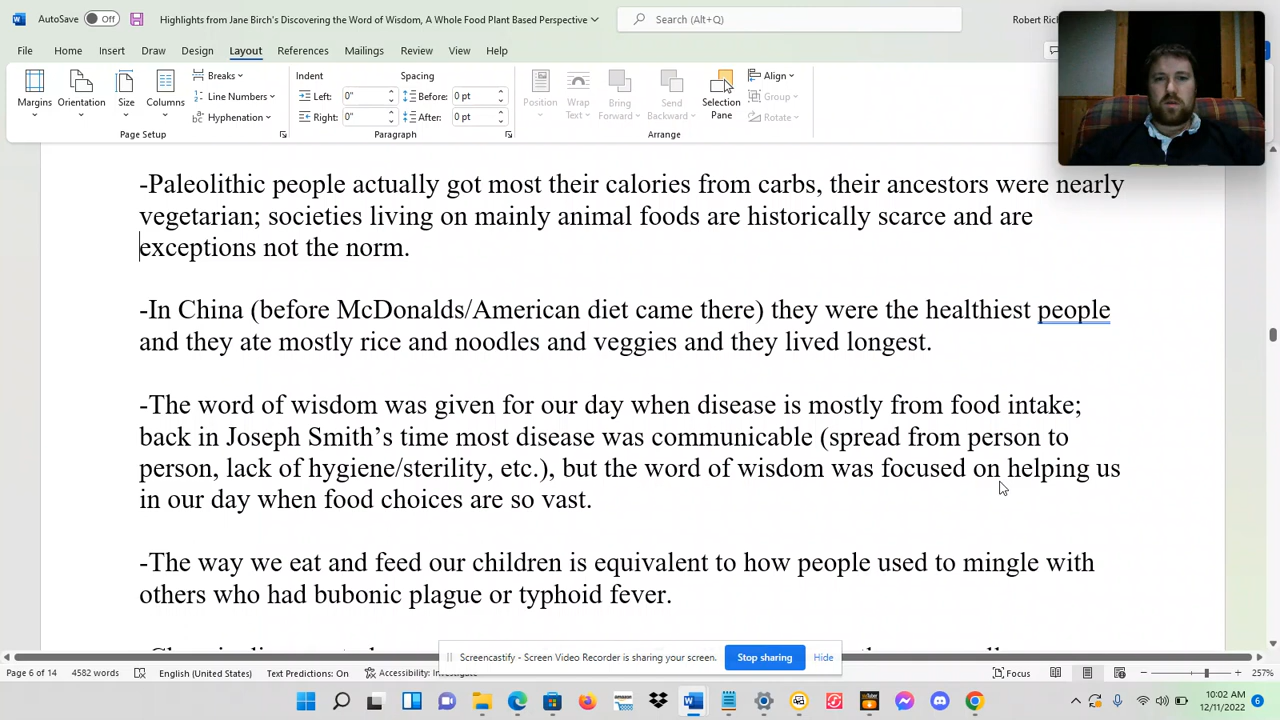 AutoSave
Off
Highlights from Jane Birch's Discovering the Word of Wisdom, A Whole Food Plant Based Perspective
Search (Alt+Q)
File
Home
Insert
Draw
Design
Layout
References
Mailings
Review
View
Help
Margins
Orientation
Size
Columns
Breaks
Line Numbers
Hyphenation
Page Setup
Indent
Left: 0"
Right: 0"
Spacing
Before: 0 pt
After: 0 pt
Paragraph
Position
Wrap Text
Bring Forward
Send Backward
Selection Pane
Align
Group
Rotate
Arrange
-Paleolithic people actually got most their calories from carbs, their ancestors were nearly
vegetarian; societies living on mainly animal foods are historically scarce and are
exceptions not the norm.
-In China (before McDonalds/American diet came there) they were the healthiest people
and they ate mostly rice and noodles and veggies and they lived longest.
-The word of wisdom was given for our day when disease is mostly from food intake;
back in Joseph Smith’s time most disease was communicable (spread from person to
person, lack of hygiene/sterility, etc.), but the word of wisdom was focused on helping us
in our day when food choices are so vast.
-The way we eat and feed our children is equivalent to how people used to mingle with
others who had bubonic plague or typhoid fever.
Screencastify - Screen Video Recorder is sharing your screen.
Stop sharing
Hide
Page 6 of 14
4582 words
English (United States)
Text Predictions: On
Accessibility: Investigate
Focus
257%
10:02 AM
12/11/2022
6